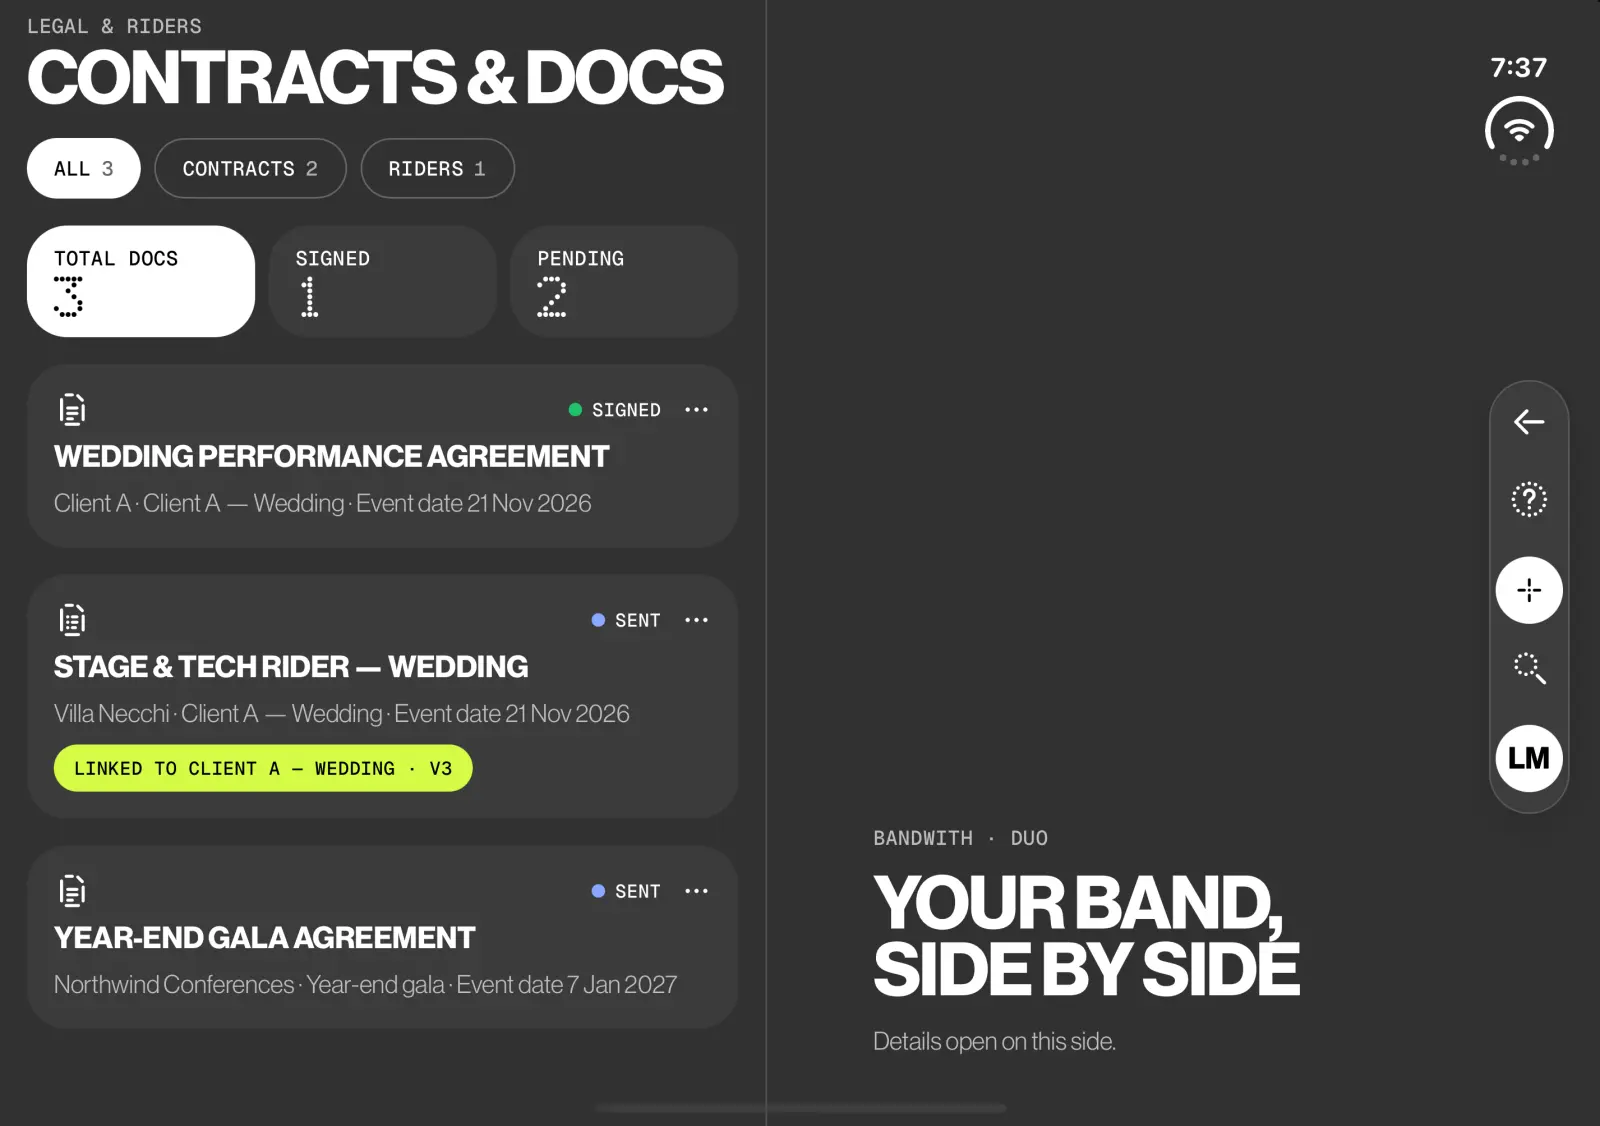 LEGAL & RIDERS
CONTRACTS & DOCS
ALL 3
CONTRACTS 2
RIDERS 1
TOTAL DOCS
3
SIGNED
1
PENDING
2
SIGNED
WEDDING PERFORMANCE AGREEMENT
Client A · Client A — Wedding · Event date 21 Nov 2026
SENT
STAGE & TECH RIDER — WEDDING
Villa Necchi · Client A — Wedding · Event date 21 Nov 2026
LINKED TO CLIENT A — WEDDING · V3
SENT
YEAR-END GALA AGREEMENT
Northwind Conferences · Year-end gala · Event date 7 Jan 2027
7:37
LM
BANDWITH · DUO
YOUR BAND,
SIDE BY SIDE
Details open on this side.